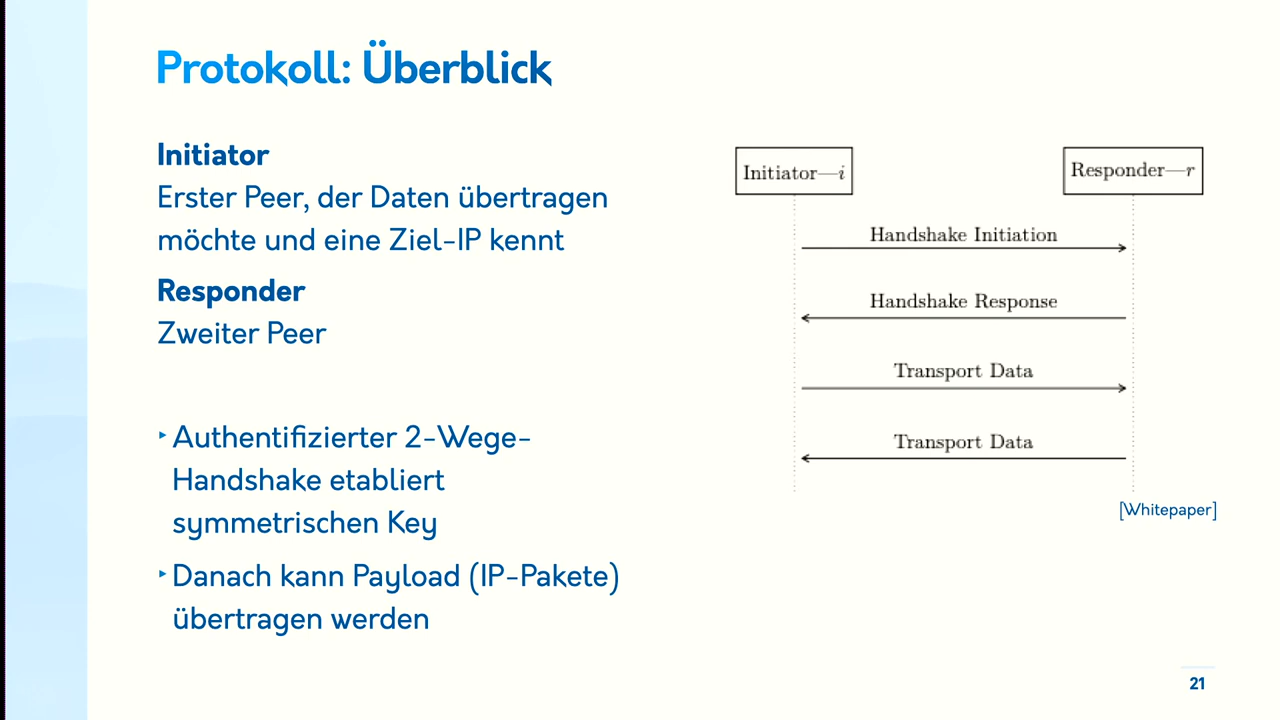 Protokoll: Überblick
Initiator
Erster Peer, der Daten übertragen
möchte und eine Ziel-IP kennt
Responder
Zweiter Peer
‣ Authentifizierter 2-Wege-
Handshake etabliert
symmetrischen Key
‣ Danach kann Payload (IP-Pakete)
übertragen werden
Initiator—i
Responder—r
Handshake Initiation
Handshake Response
Transport Data
Transport Data
[Whitepaper]
21